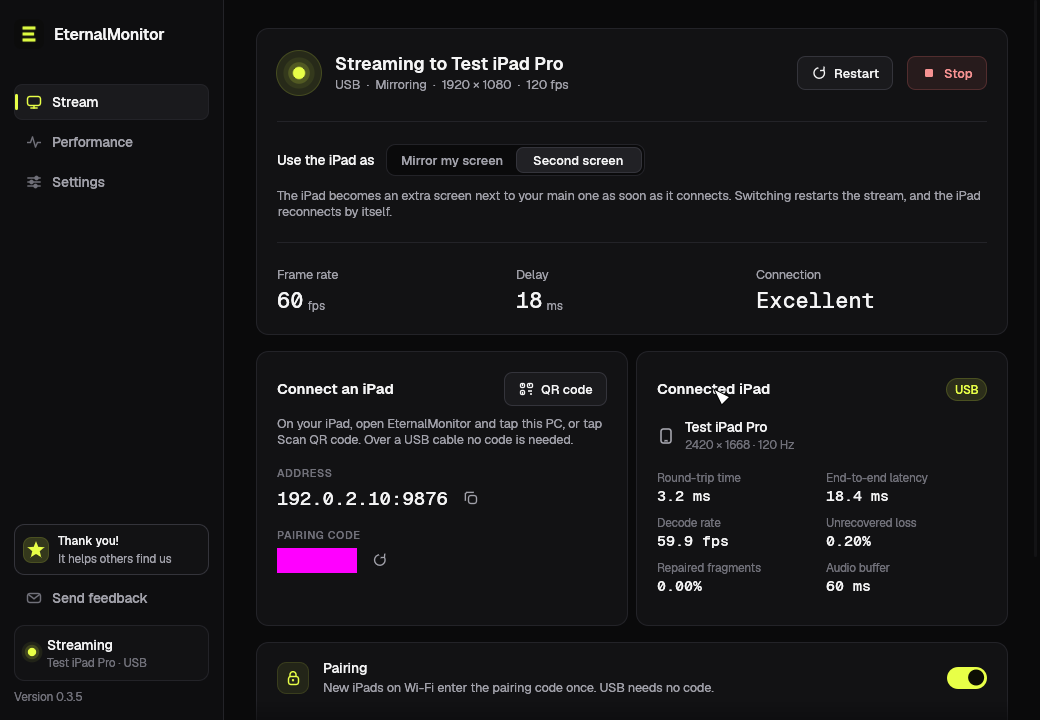 EternalMonitor
Stream
Performance
Settings
Thank you!
It helps others find us
Send feedback
Streaming
Test iPad Pro · USB
Version 0.3.5
Streaming to Test iPad Pro
USB · Mirroring · 1920 × 1080 · 120 fps
Restart
Stop
Use the iPad as
Mirror my screen
Second screen
The iPad becomes an extra screen next to your main one as soon as it connects. Switching restarts the stream, and the iPad
reconnects by itself.
Frame rate
60 fps
Delay
18 ms
Connection
Excellent
Connect an iPad
QR code
On your iPad, open EternalMonitor and tap this PC, or tap
Scan QR code. Over a USB cable no code is needed.
ADDRESS
192.0.2.10:9876
PAIRING CODE
Connected iPad
USB
Test iPad Pro
2420 × 1668 · 120 Hz
Round-trip time
3.2 ms
End-to-end latency
18.4 ms
Decode rate
59.9 fps
Unrecovered loss
0.20%
Repaired fragments
0.00%
Audio buffer
60 ms
Pairing
New iPads on Wi-Fi enter the pairing code once. USB needs no code.